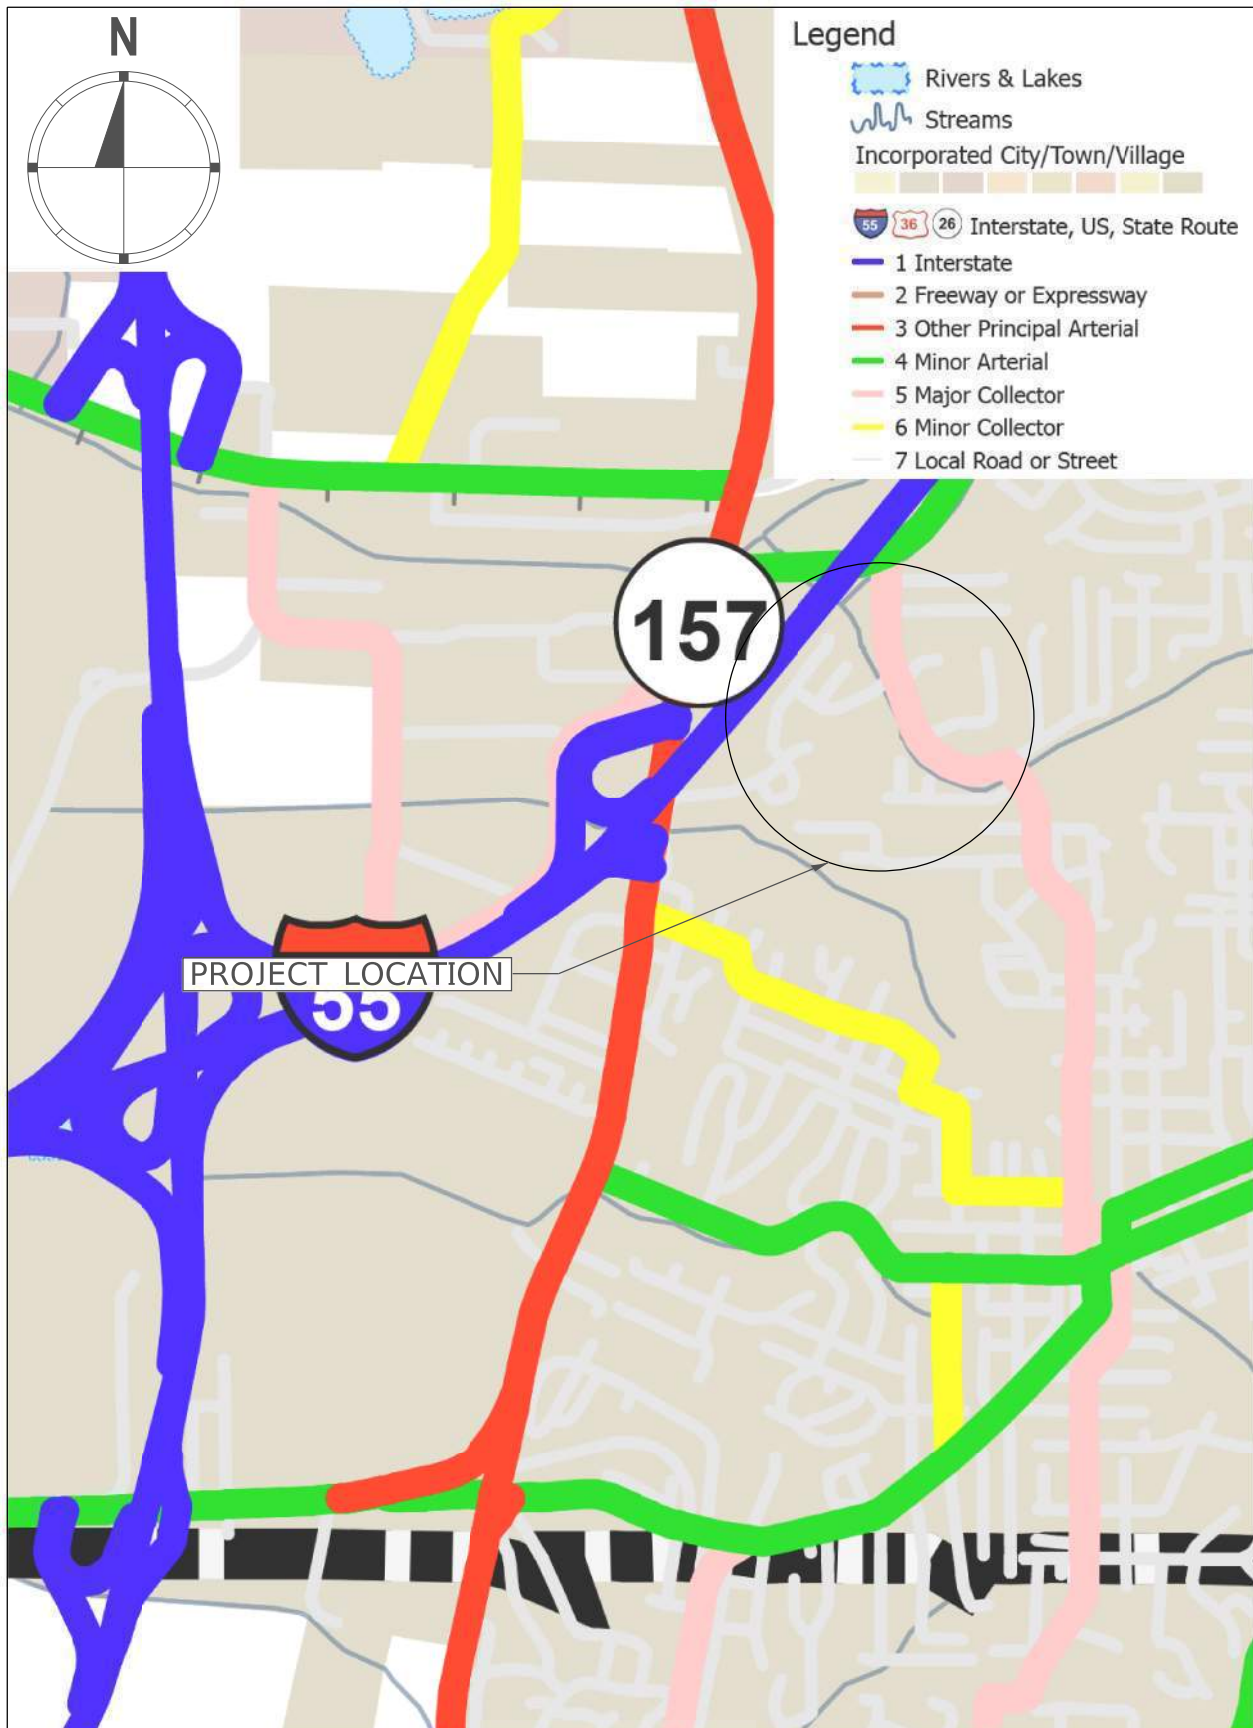 N
Legend
Rivers & Lakes
Streams
Incorporated City/Town/Village
55 36 26 Interstate, US, State Route
1 Interstate
2 Freeway or Expressway
3 Other Principal Arterial
4 Minor Arterial
5 Major Collector
6 Minor Collector
7 Local Road or Street
157
PROJECT LOCATION
55